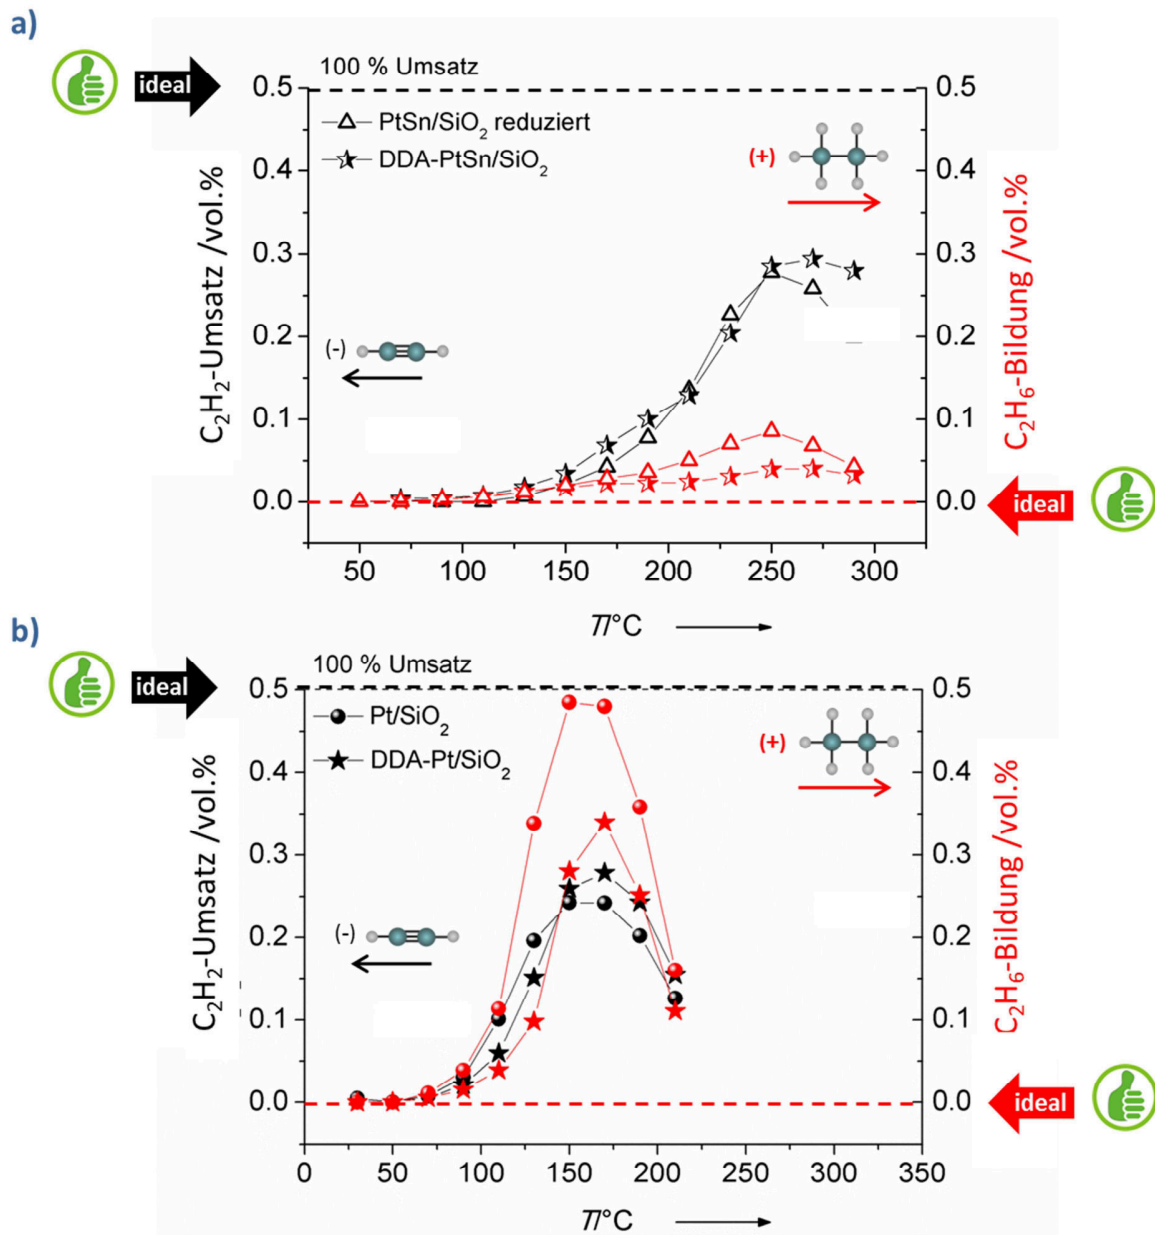 a)
ideal
100 % Umsatz
0.5
0.4
0.3
0.2
0.1
0.0
C₂H₂-Umsatz /vol.%
PtSn/SiO₂ reduziert
DDA-PtSn/SiO₂
(+)
(-)
0.5
0.4
0.3
0.2
0.1
0.0
C₂H₆-Bildung /vol.%
ideal
50
100
150
200
250
300
T/°C
b)
ideal
100 % Umsatz
0.5
0.4
0.3
0.2
0.1
0.0
C₂H₂-Umsatz /vol.%
Pt/SiO₂
DDA-Pt/SiO₂
(+)
(-)
0.5
0.4
0.3
0.2
0.1
0.0
C₂H₆-Bildung /vol.%
ideal
0
50
100
150
200
250
300
350
T/°C